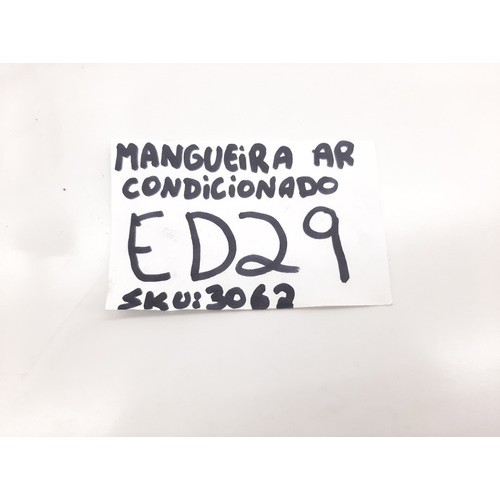 MANGUEiRA AR
CONDiCiONADO
ED29
SKU:3062